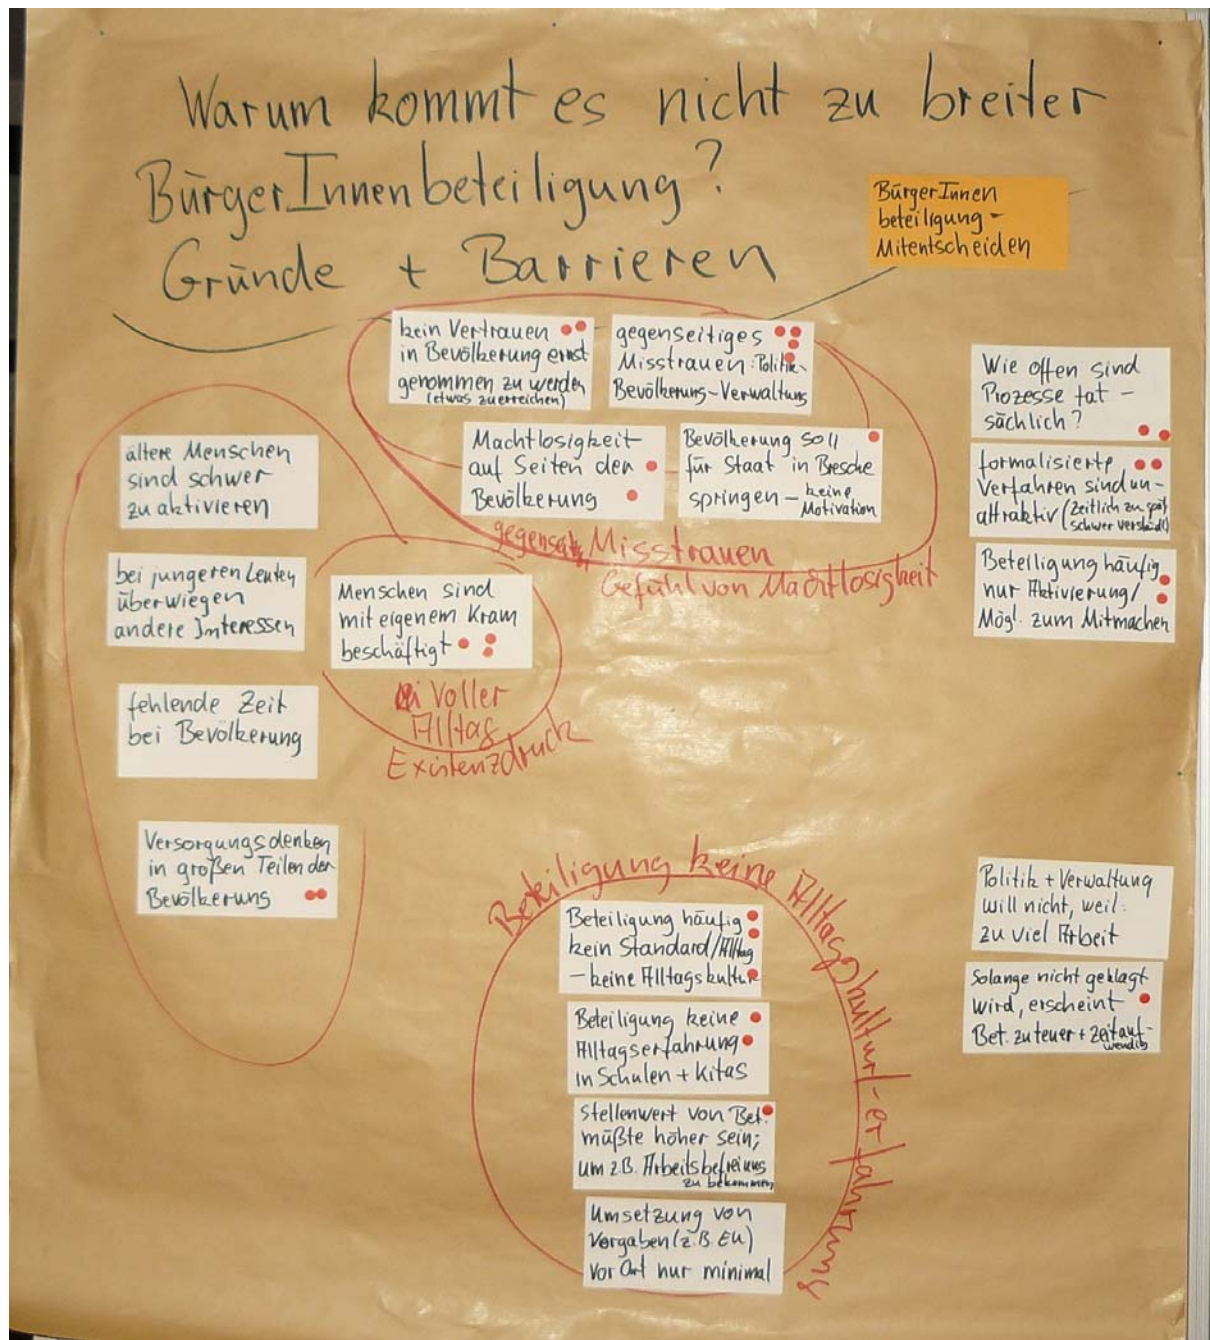 Warum kommt es nicht zu breiter
BürgerInnenbeteiligung?
Gründe + Barrieren
BürgerInnen
beteiligung -
Mitentscheiden
kein Vertrauen
in Bevölkerung ernst
genommen zu werden
(etwas zu erreichen)
gegenseitiges
Misstrauen: Politik-
Bevölkerung-Verwaltung
Machtlosigkeit
auf Seiten der
Bevölkerung
Bevölkerung soll
für Staat in Bresche
springen - keine
Motivation
gegenseit. Misstrauen
Gefühl von Machtlosigkeit
Wie offen sind
Prozesse tat-
sächlich?
formalisierte
Verfahren sind un-
attraktiv (zeitlich zu spät
schwer verständl.)
Beteiligung häufig
nur Aktivierung/
Mögl. zum Mitmachen
ältere Menschen
sind schwer
zu aktivieren
bei jungeren Leuten
überwiegen
andere Interessen
fehlende Zeit
bei Bevölkerung
Versorgungsdenken
in großen Teilen der
Bevölkerung
Menschen sind
mit eigenem Kram
beschäftigt
Voller
Alltag
Existenzdruck
Beteiligung keine Alltagskultur/-erfahrung
Beteiligung häufig
kein Standard/Alltag
- keine Alltagskultur
Beteiligung keine
Alltagserfahrung
in Schulen + Kitas
Stellenwert von Bet.
müßte höher sein;
um z.B. Arbeitsbefreiung
zu bekommen
Umsetzung von
Vorgaben (z.B. EU)
vor Ort nur minimal
Politik + Verwaltung
will nicht, weil:
zu viel Arbeit
Solange nicht geklagt
wird, erscheint
Bet. zu teuer + zeitauf-
wendig